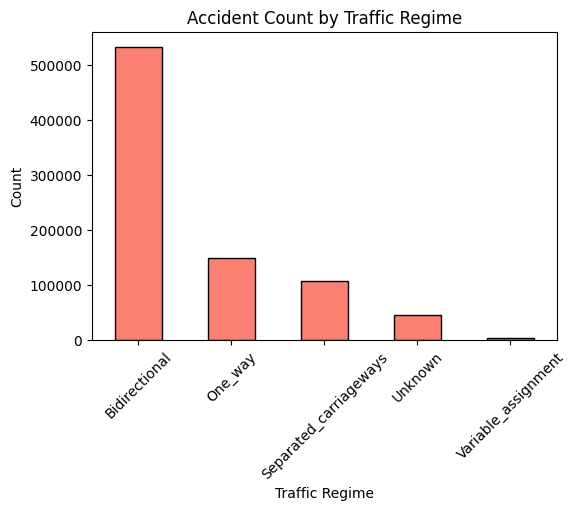 Accident Count by Traffic Regime
500000
400000
300000
200000
100000
0
Count
Bidirectional
One_way
Separated_carriageways
Unknown
Variable_assignment
Traffic Regime